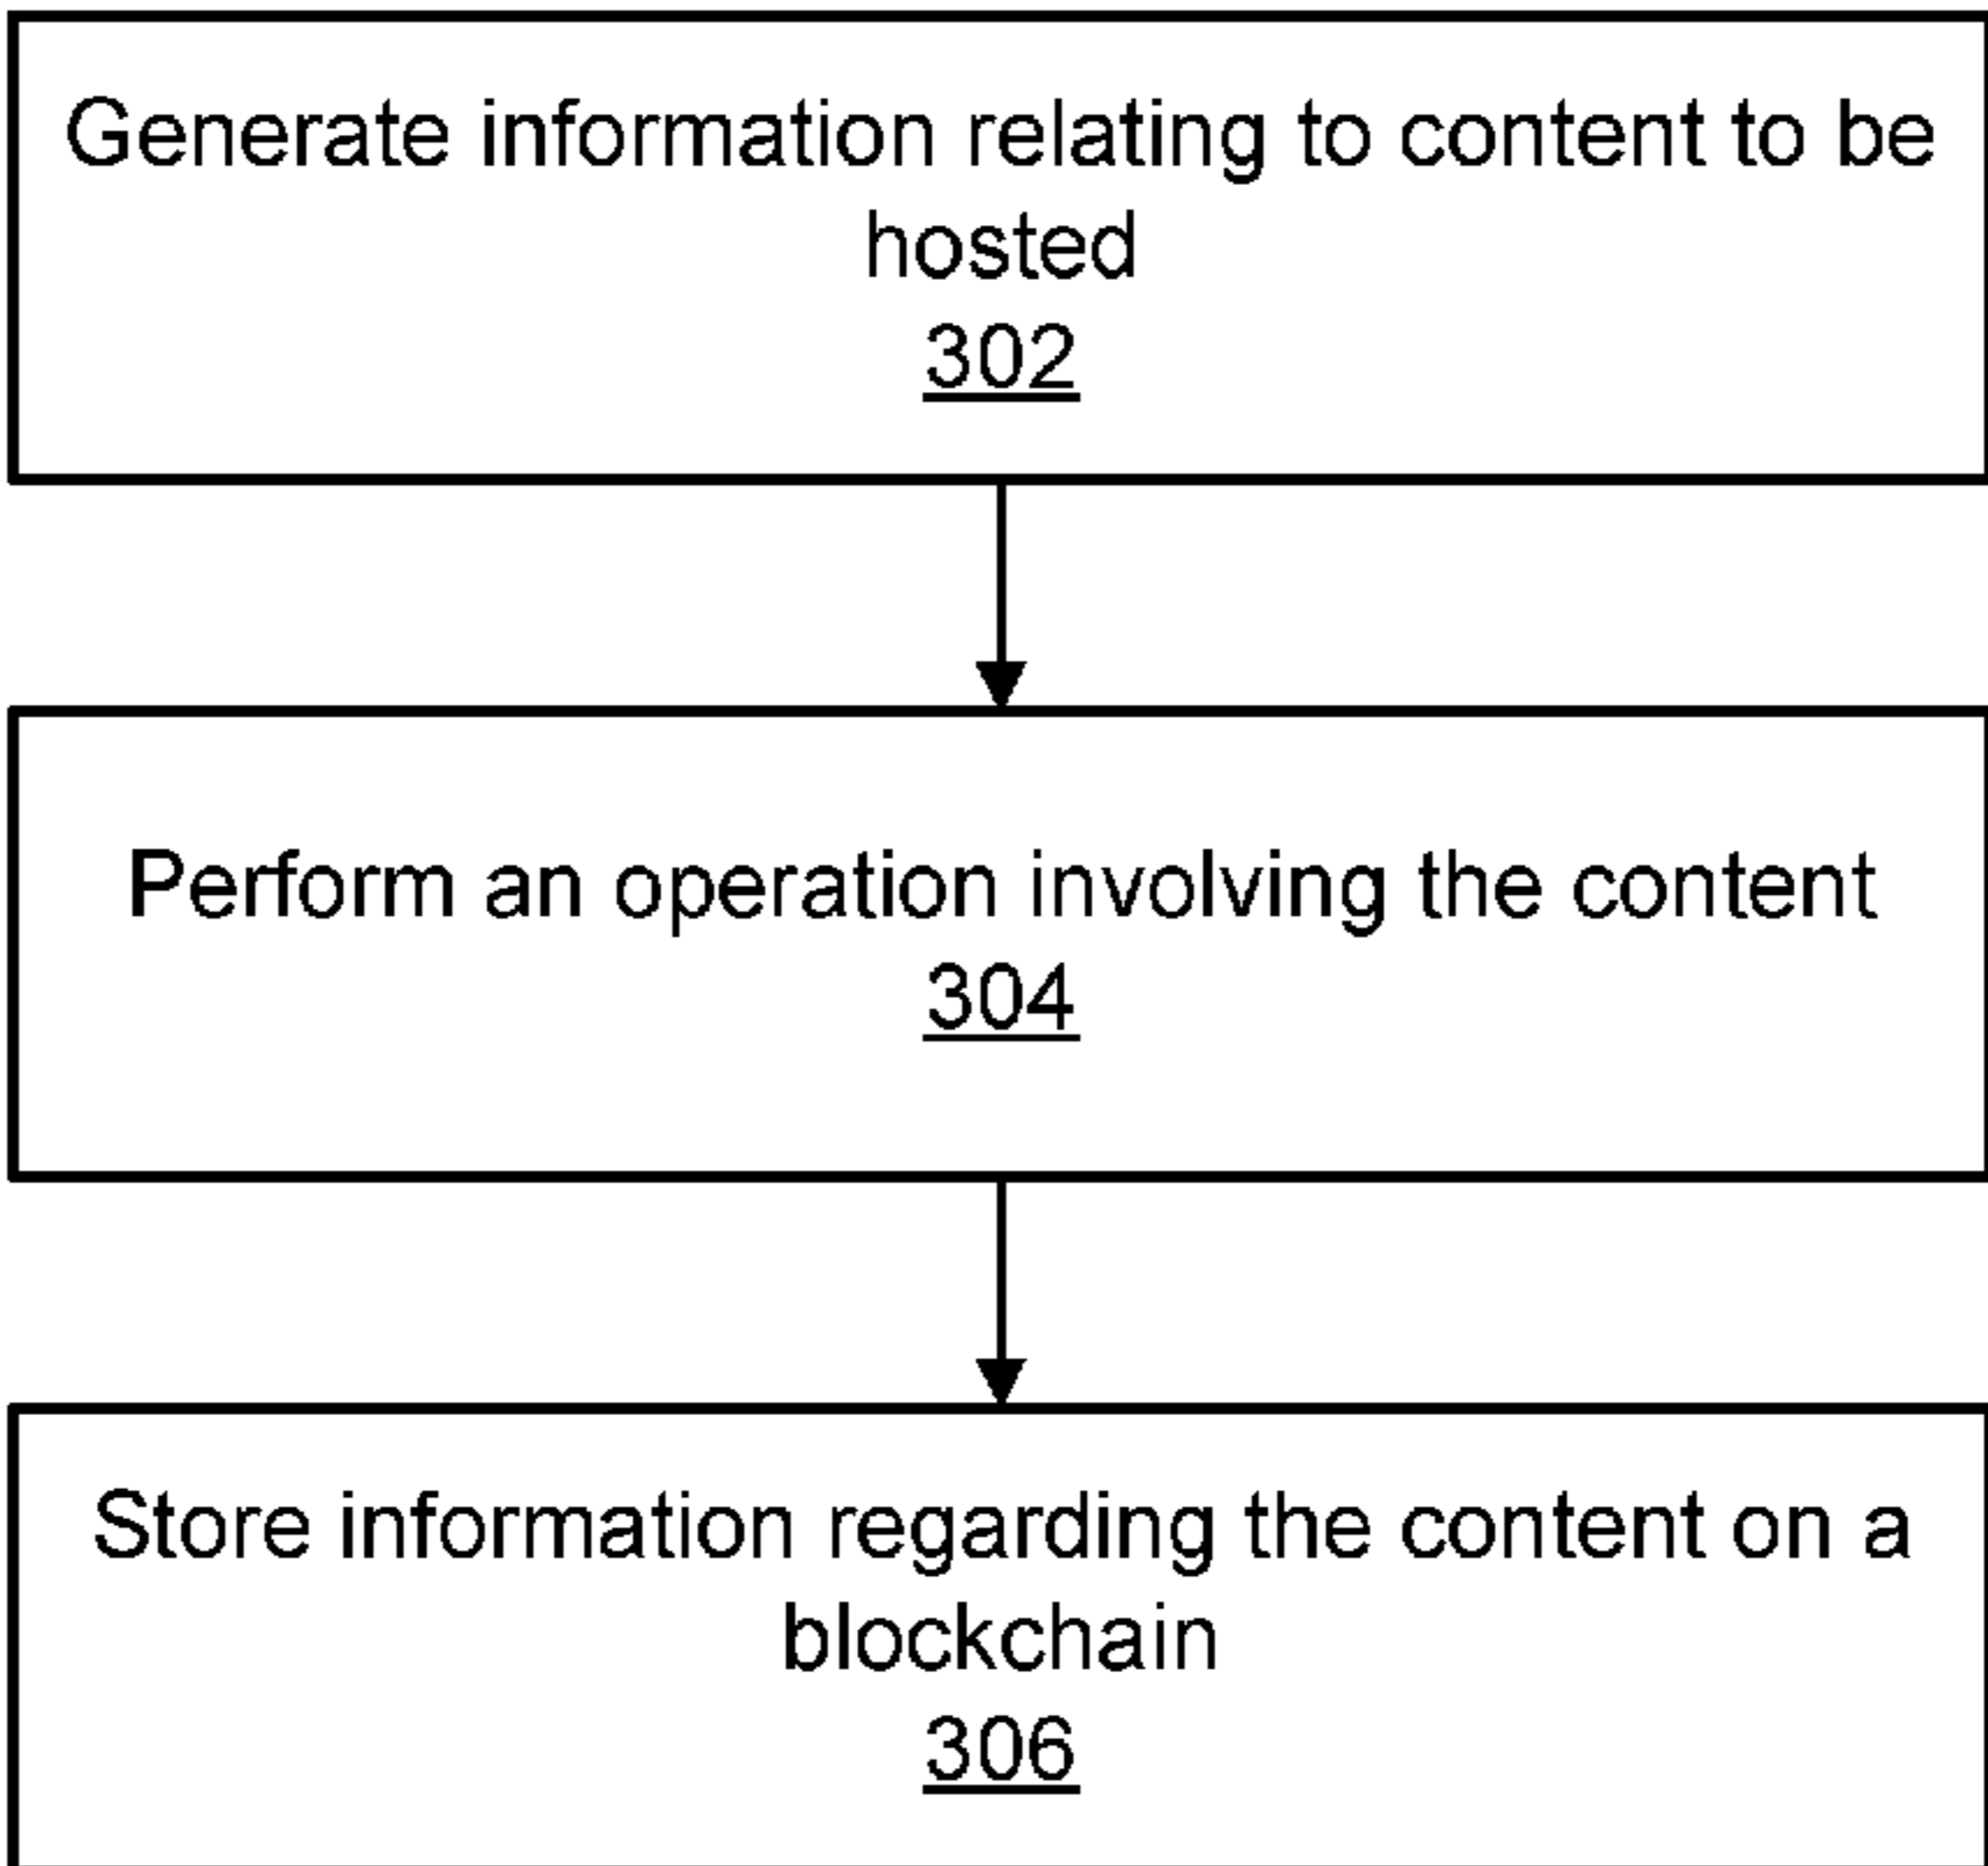 Generate information relating to content to be
hosted
302
Perform an operation involving the content
304
Store information regarding the content on a
blockchain
306